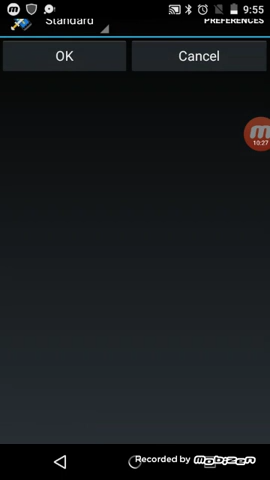 9:55
Standard
PREFERENCES
OK
Cancel
10:27
Recorded by mobizen